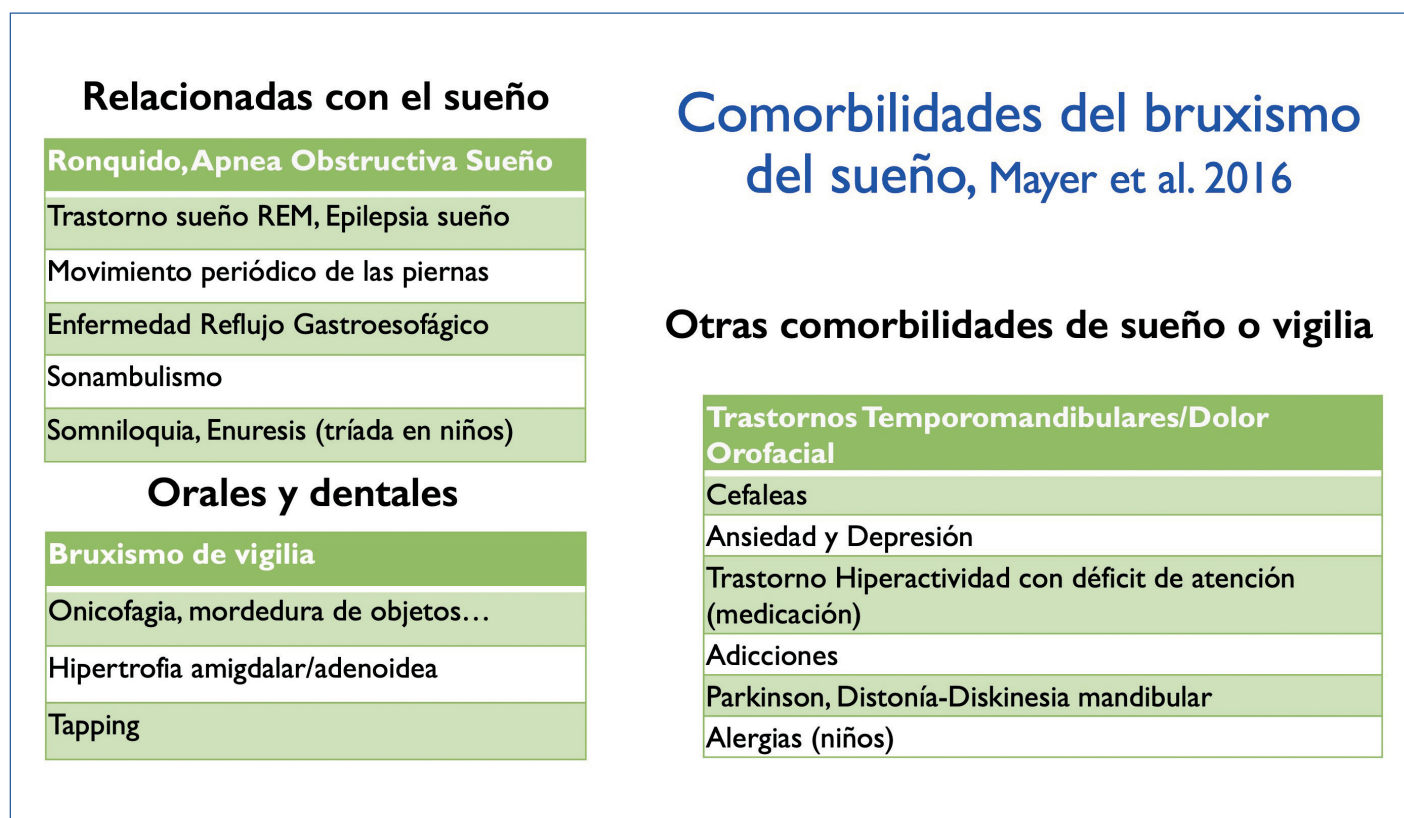 Relacionadas con el sueño
Ronquido, Apnea Obstructiva Sueño
Trastorno sueño REM, Epilepsia sueño
Movimiento periódico de las piernas
Enfermedad Reflujo Gastroesofágico
Sonambulismo
Somniloquia, Enuresis (tríada en niños)
Orales y dentales
Bruxismo de vigilia
Onicofagia, mordedura de objetos…
Hipertrofia amigdalar/adenoidea
Tapping
Comorbilidades del bruxismo
del sueño, Mayer et al. 2016
Otras comorbilidades de sueño o vigilia
Trastornos Temporomandibulares/Dolor
Orofacial
Cefaleas
Ansiedad y Depresión
Trastorno Hiperactividad con déficit de atención
(medicación)
Adicciones
Parkinson, Distonía-Diskinesia mandibular
Alergias (niños)